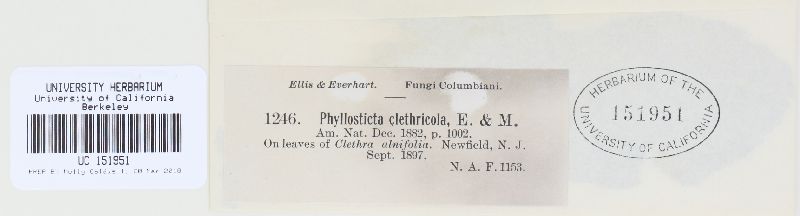 UNIVERSITY HERBARIUM
University of California
Berkeley
UC 151951
Ellis & Everhart. Fungi Columbiani.
1246. Phyllosticta clethricola, E. & M.
Am. Nat. Dec. 1882, p. 1002.
On leaves of Clethra alnifolia. Newfield, N. J.
Sept. 1897.
N. A. F. 1153.
HERBARIUM OF THE
151951
UNIVERSITY OF CALIFORNIA